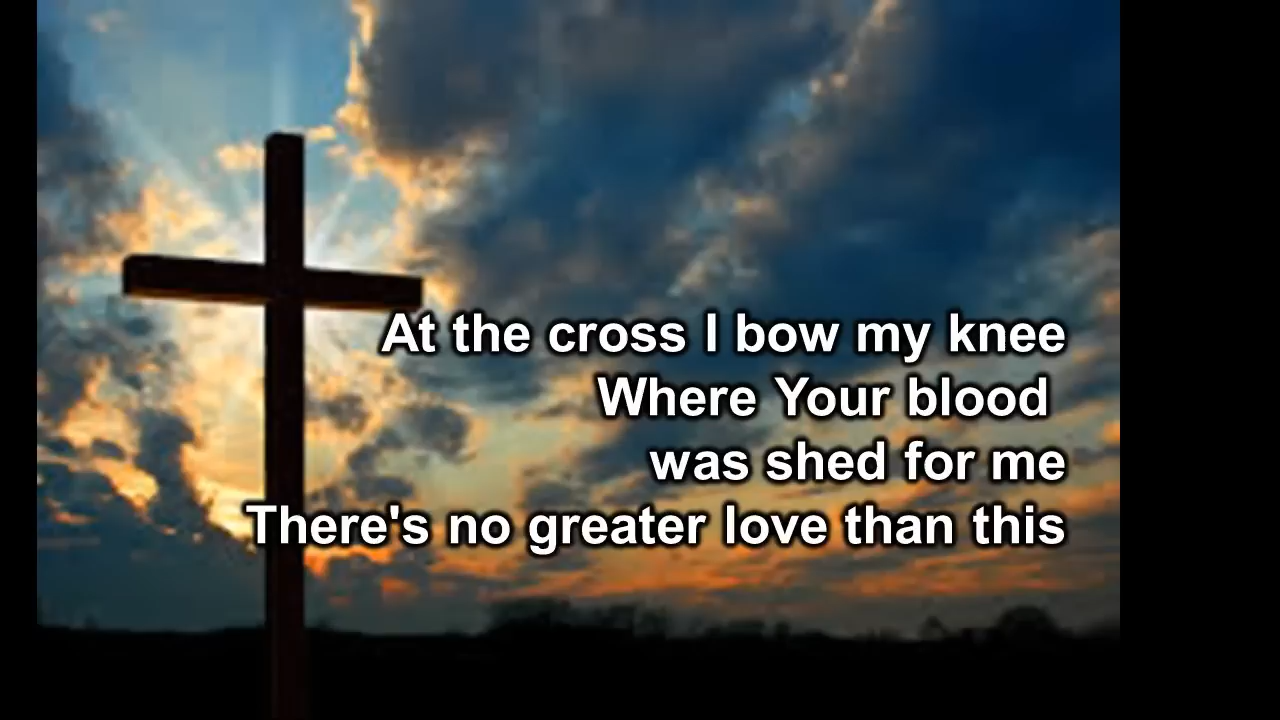 At the cross I bow my knee
Where Your blood
was shed for me
There's no greater love than this